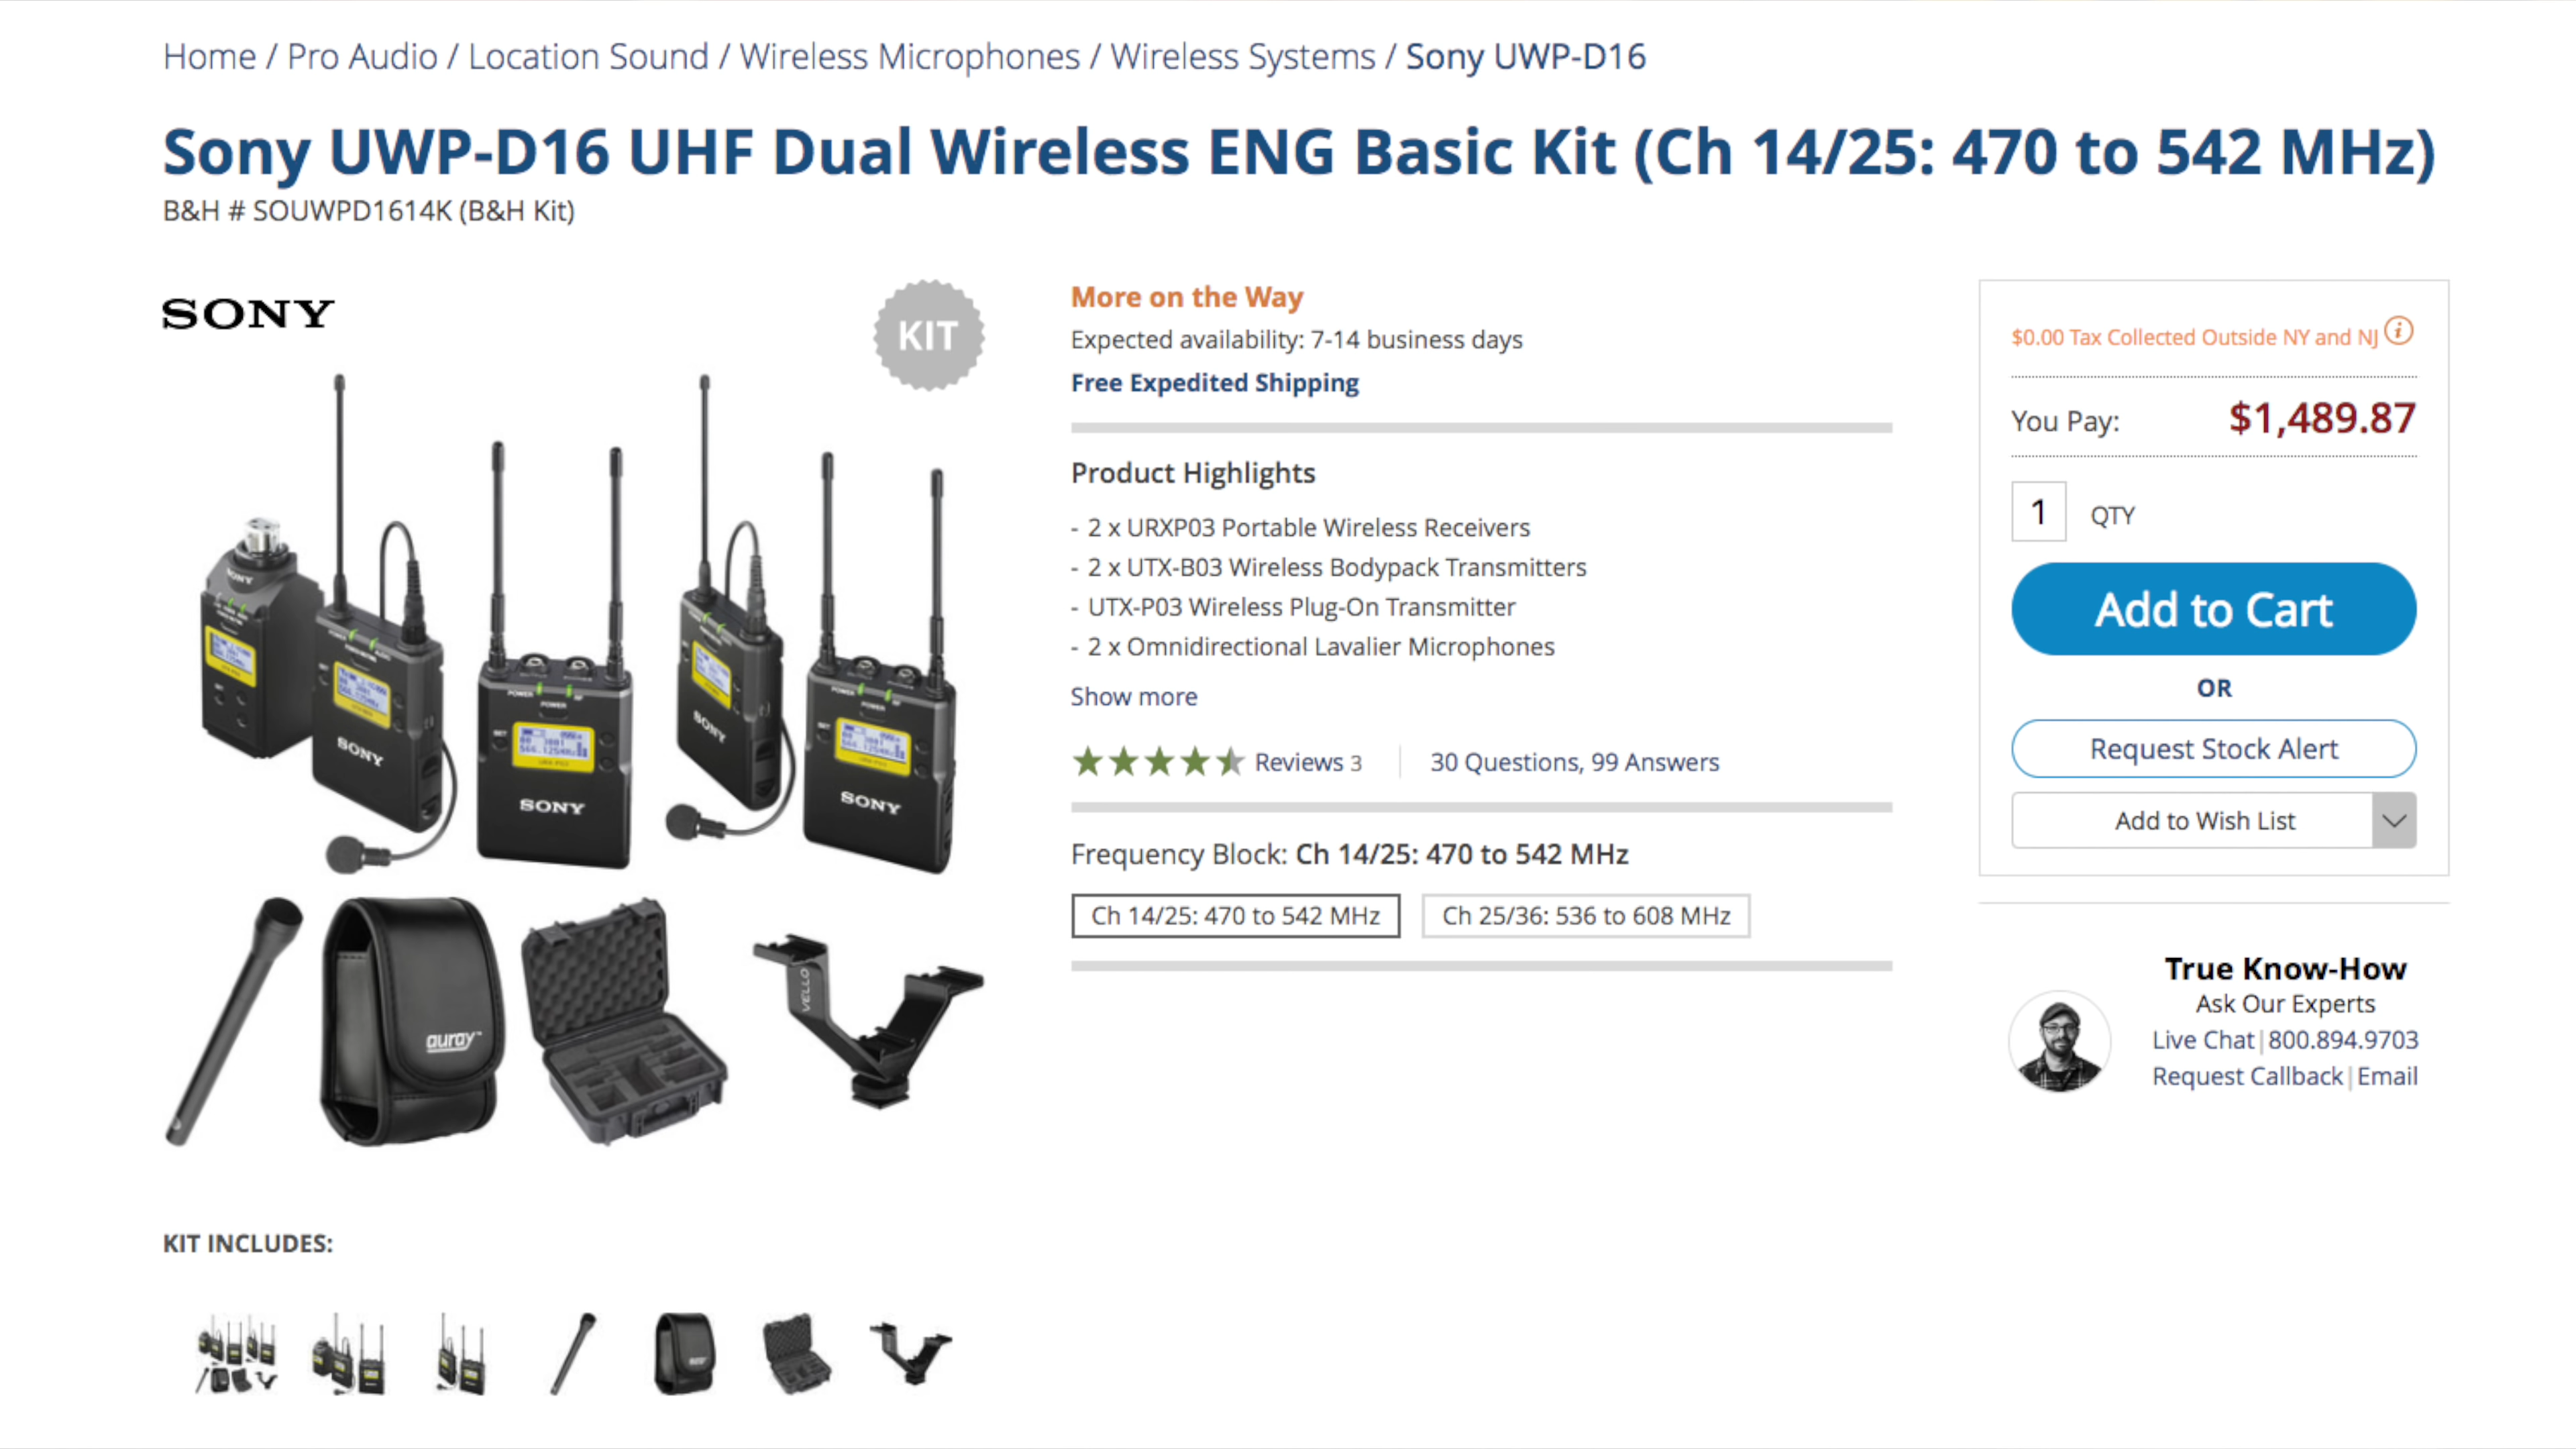 Home / Pro Audio / Location Sound / Wireless Microphones / Wireless Systems / Sony UWP-D16
Sony UWP-D16 UHF Dual Wireless ENG Basic Kit (Ch 14/25: 470 to 542 MHz)
B&H # SOUWPD1614K (B&H Kit)
SONY
KIT
SONY
SONY
SONY
SONY
SONY
POWER
POWER
auray™
VELLO
KIT INCLUDES:
More on the Way
Expected availability: 7-14 business days
Free Expedited Shipping
Product Highlights
- 2 x URXP03 Portable Wireless Receivers
- 2 x UTX-B03 Wireless Bodypack Transmitters
- UTX-P03 Wireless Plug-On Transmitter
- 2 x Omnidirectional Lavalier Microphones
Show more
Reviews 3
30 Questions, 99 Answers
Frequency Block: Ch 14/25: 470 to 542 MHz
Ch 14/25: 470 to 542 MHz
Ch 25/36: 536 to 608 MHz
$0.00 Tax Collected Outside NY and NJ i
You Pay: $1,489.87
1 QTY
Add to Cart
OR
Request Stock Alert
Add to Wish List
True Know-How
Ask Our Experts
Live Chat | 800.894.9703
Request Callback | Email